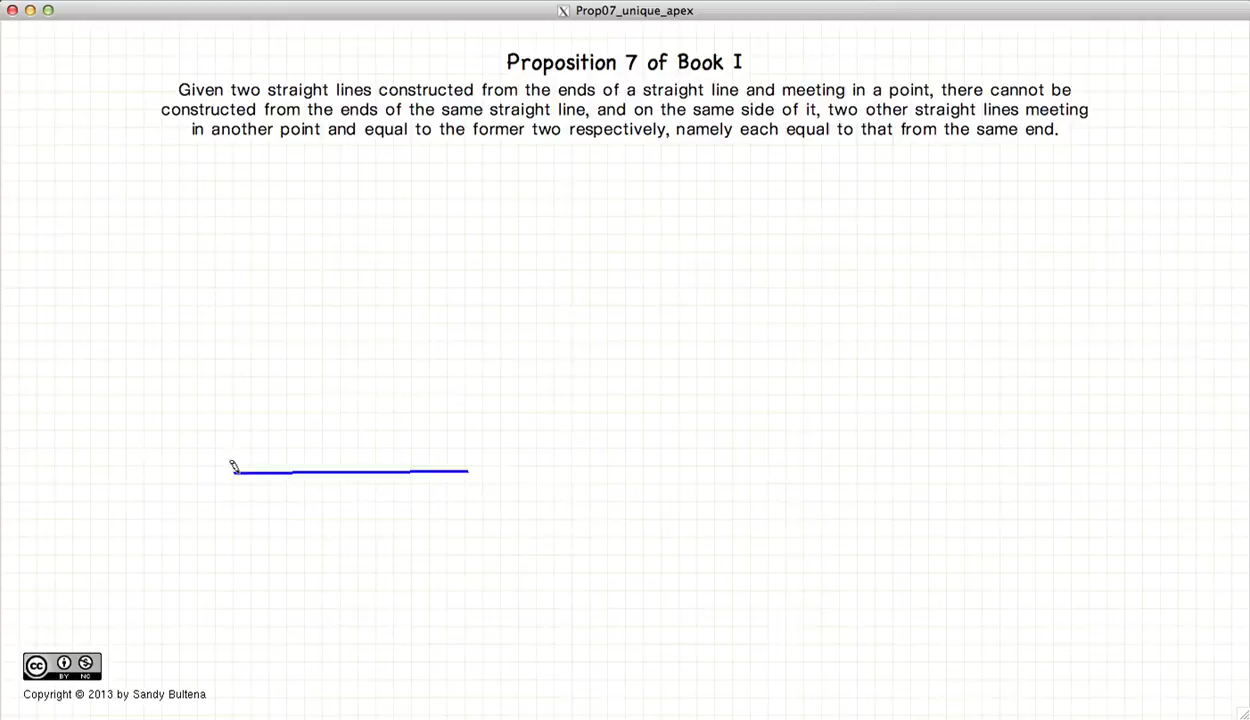 Prop07_unique_apex
Proposition 7 of Book I
Given two straight lines constructed from the ends of a straight line and meeting in a point, there cannot be
constructed from the ends of the same straight line, and on the same side of it, two other straight lines meeting
in another point and equal to the former two respectively, namely each equal to that from the same end.
cc
BY NC
Copyright © 2013 by Sandy Bultena